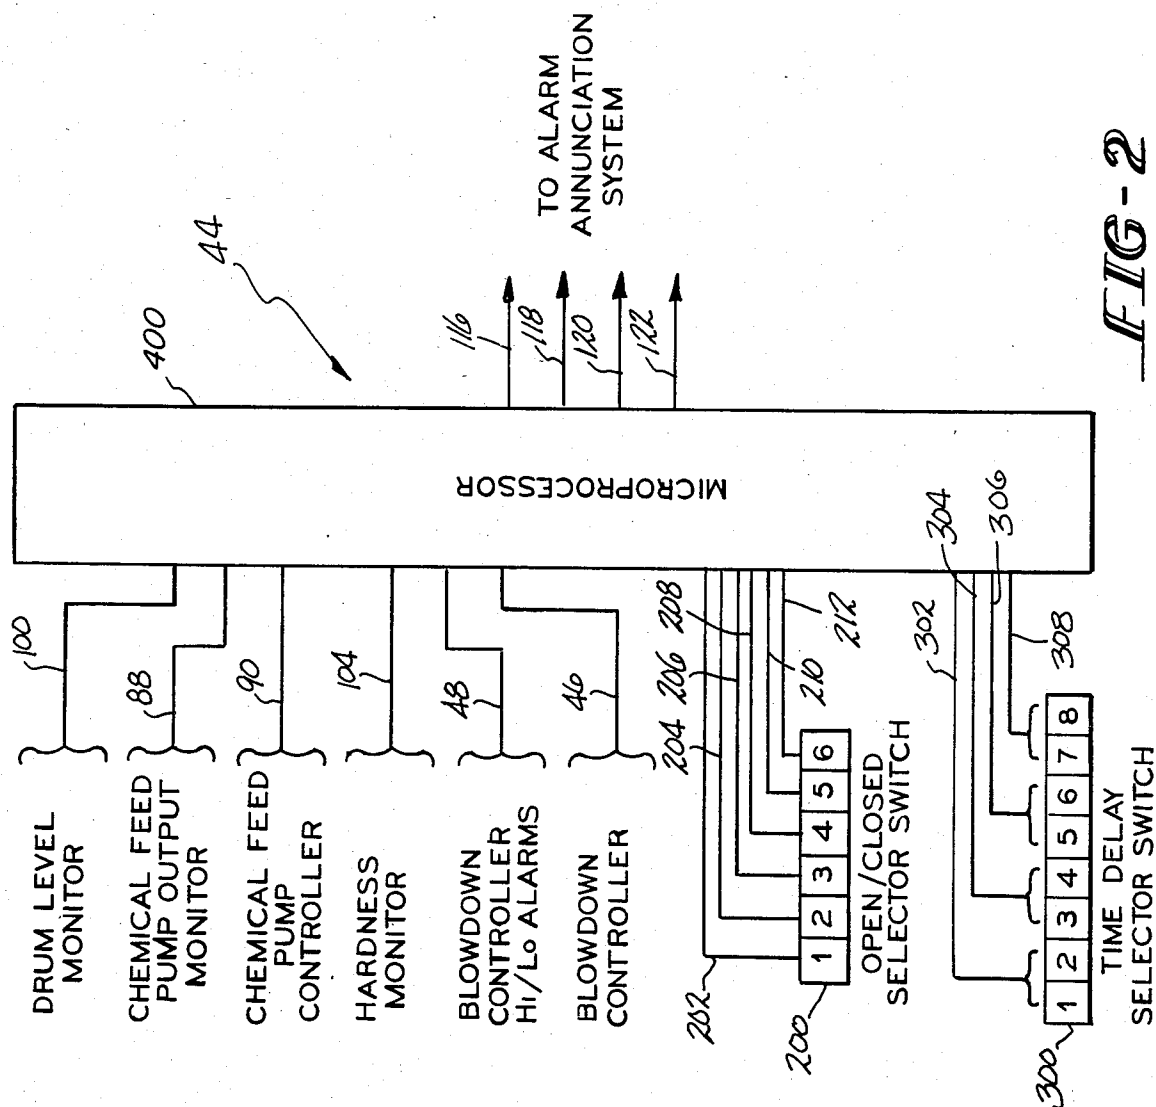 100
DRUM LEVEL
MONITOR
88
CHEMICAL FEED
PUMP OUTPUT
MONITOR
90
CHEMICAL FEED
PUMP
CONTROLLER
104
HARDNESS
MONITOR
48
BLOWDOWN
CONTROLLER
HI/LO ALARMS
46
BLOWDOWN
CONTROLLER
400
44
MICROPROCESSOR
116
118
120
122
TO ALARM
ANNUNCIATION
SYSTEM
202
204
206
208
210
212
200
1 2 3 4 5 6
OPEN/CLOSED
SELECTOR SWITCH
302
304
306
308
300
1 2 3 4 5 6 7 8
TIME DELAY
SELECTOR SWITCH
FIG-2